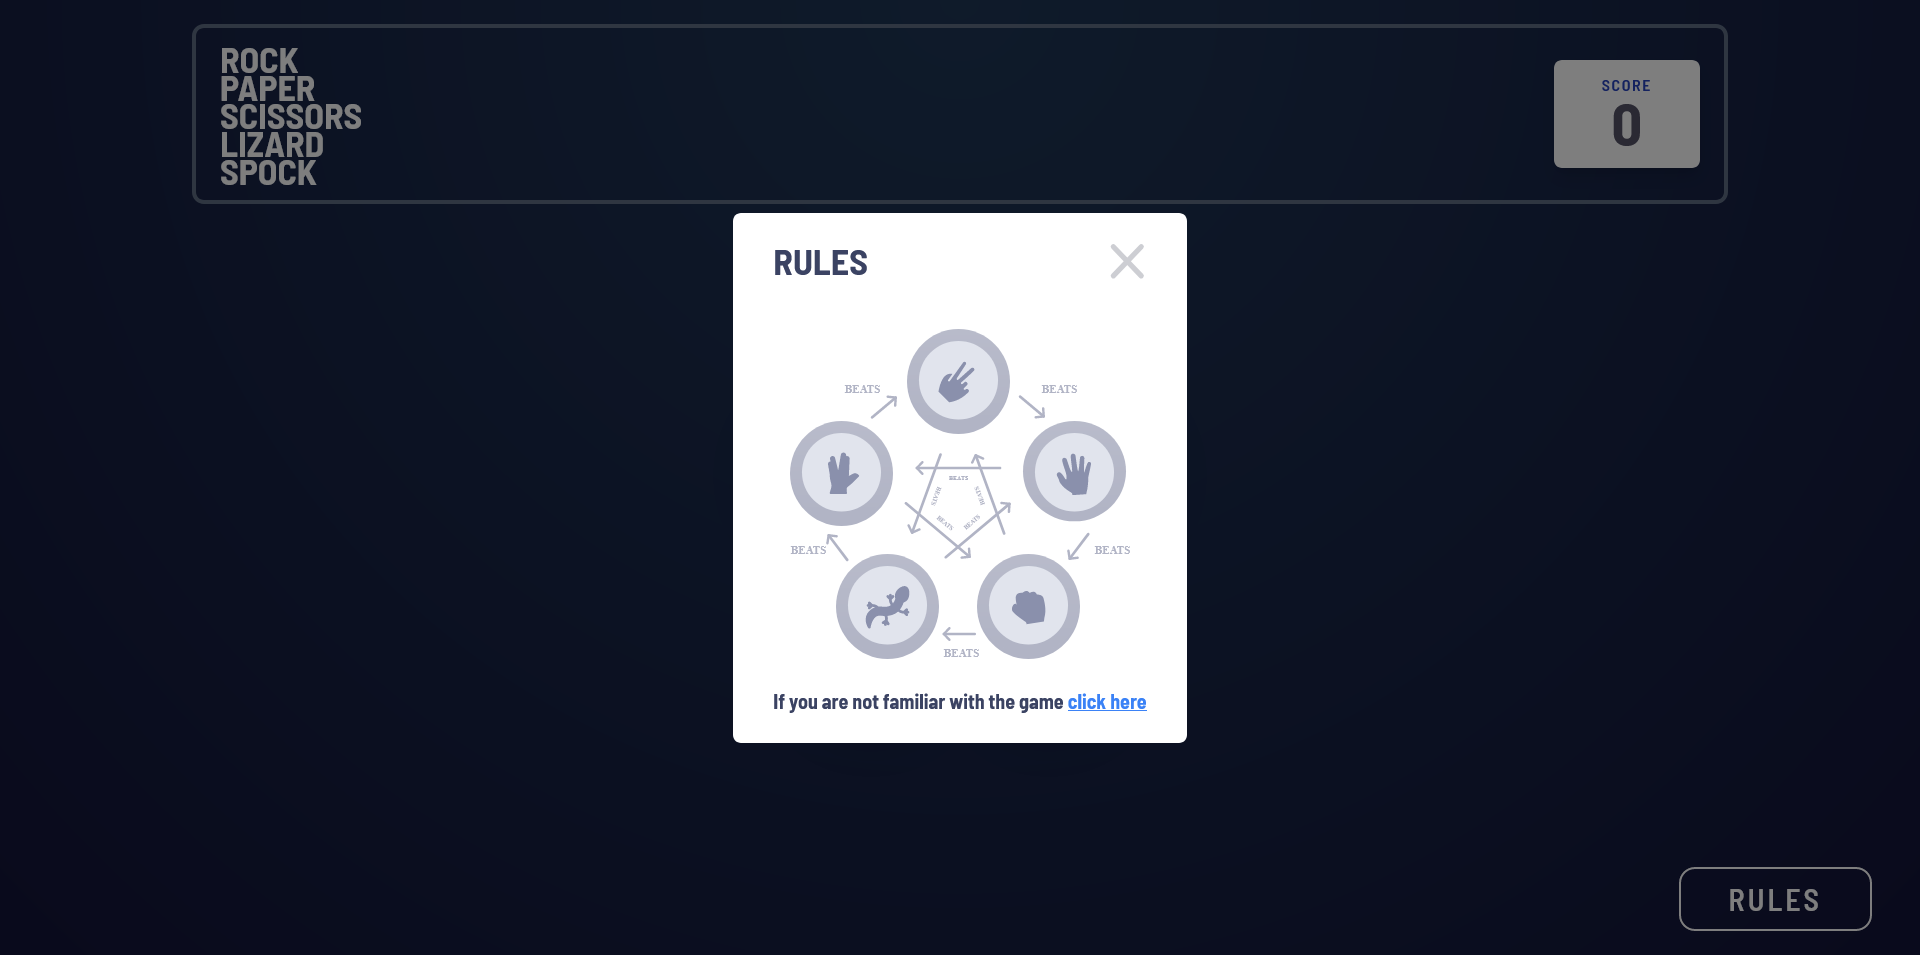 ROCK
PAPER
SCISSORS
LIZARD
SPOCK
SCORE
0
RULES
BEATS
BEATS
BEATS
BEATS
BEATS
BEATS
BEATS
BEATS
BEATS
BEATS
If you are not familiar with the game click here
RULES